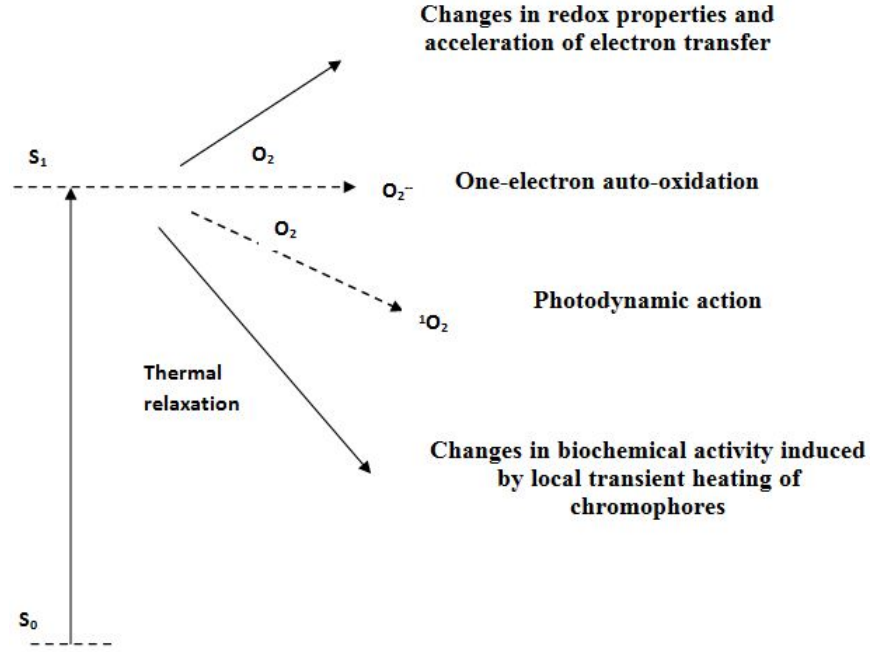 Changes in redox properties and
acceleration of electron transfer
S₁
O₂
O₂⁻·
One-electron auto-oxidation
O₂
Photodynamic action
¹O₂
Thermal
relaxation
Changes in biochemical activity induced
by local transient heating of
chromophores
S₀